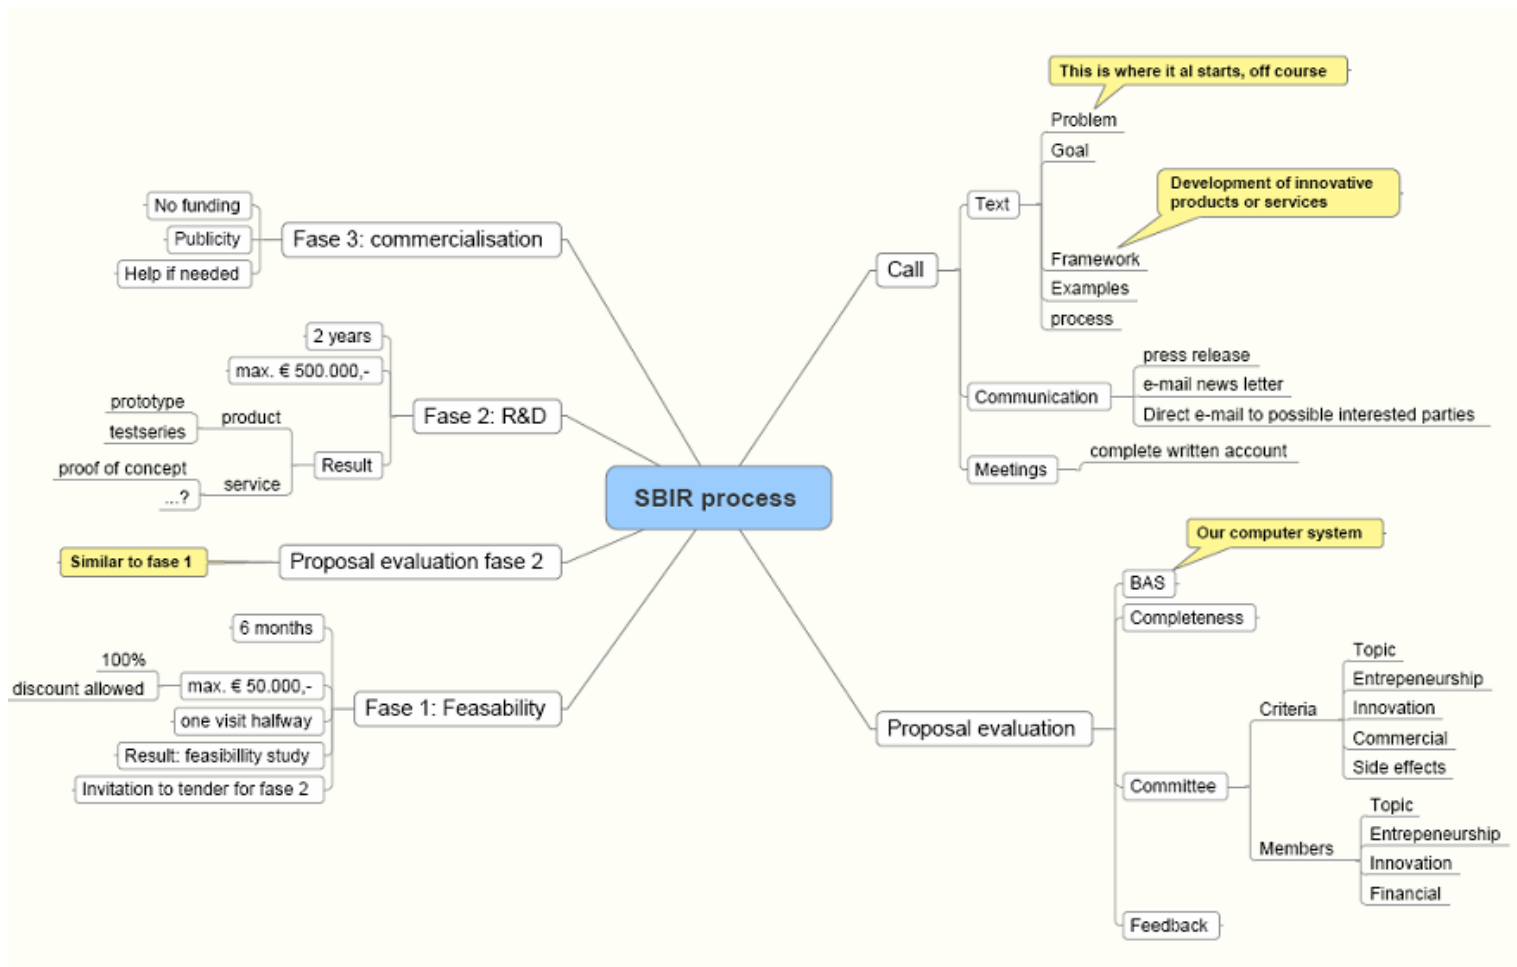 This is where it al starts, off course
Problem
Goal
Development of innovative
products or services
Text
Framework
Examples
process
Call
press release
e-mail news letter
Direct e-mail to possible interested parties
Communication
Meetings
complete written account
SBIR process
Our computer system
BAS
Completeness
Topic
Entrepeneurship
Criteria
Innovation
Commercial
Side effects
Proposal evaluation
Committee
Topic
Entrepeneurship
Members
Innovation
Financial
Feedback
No funding
Publicity
Help if needed
Fase 3: commercialisation
2 years
max. € 500.000,-
Fase 2: R&D
prototype
testseries
product
Result
proof of concept
...?
service
Similar to fase 1
Proposal evaluation fase 2
6 months
100%
discount allowed
max. € 50.000,-
one visit halfway
Result: feasibillity study
Invitation to tender for fase 2
Fase 1: Feasability